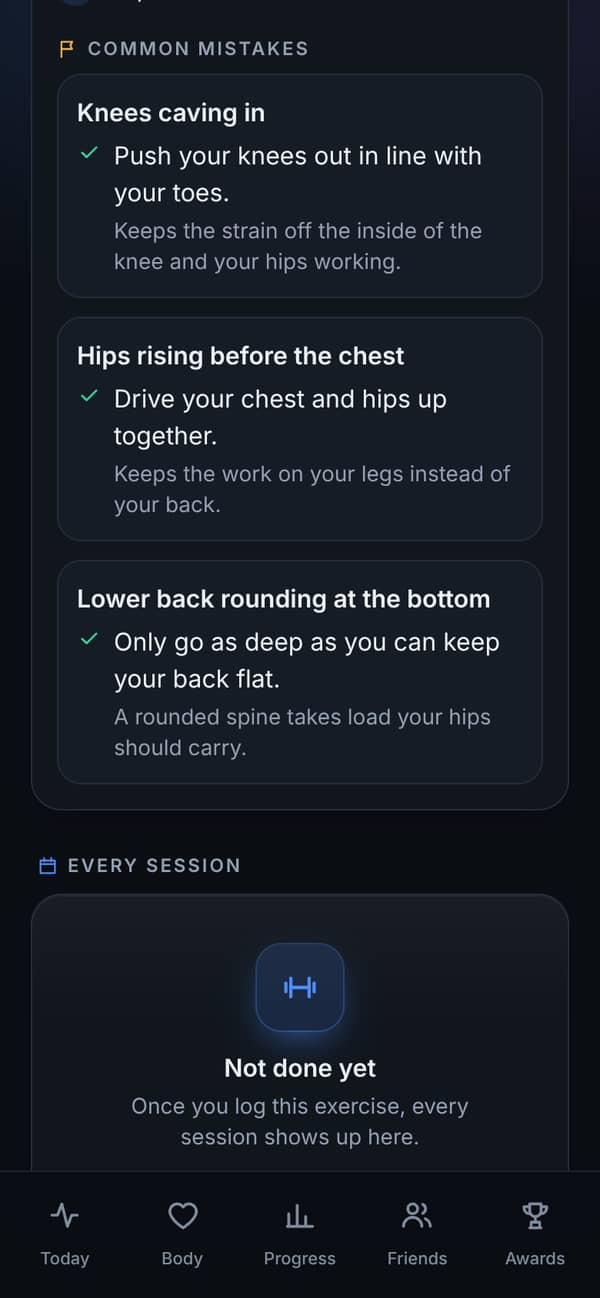 COMMON MISTAKES
Knees caving in
Push your knees out in line with
your toes.
Keeps the strain off the inside of the
knee and your hips working.
Hips rising before the chest
Drive your chest and hips up
together.
Keeps the work on your legs instead of
your back.
Lower back rounding at the bottom
Only go as deep as you can keep
your back flat.
A rounded spine takes load your hips
should carry.
EVERY SESSION
Not done yet
Once you log this exercise, every
session shows up here.
Today
Body
Progress
Friends
Awards